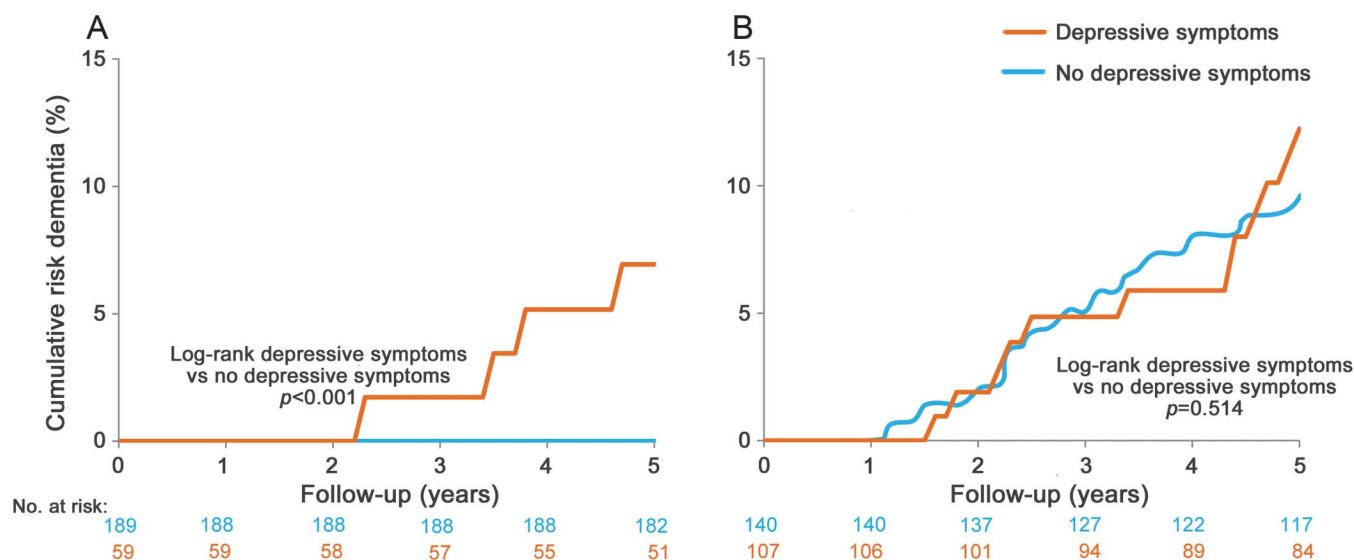 A
B
Depressive symptoms
No depressive symptoms
Cumulative risk dementia (%)
15
10
5
0
Log-rank depressive symptoms
vs no depressive symptoms
p<0.001
0 1 2 3 4 5
Follow-up (years)
15
10
5
0
Log-rank depressive symptoms
vs no depressive symptoms
p=0.514
0 1 2 3 4 5
Follow-up (years)
No. at risk:
189 188 188 188 188 182
59 59 58 57 55 51
140 140 137 127 122 117
107 106 101 94 89 84